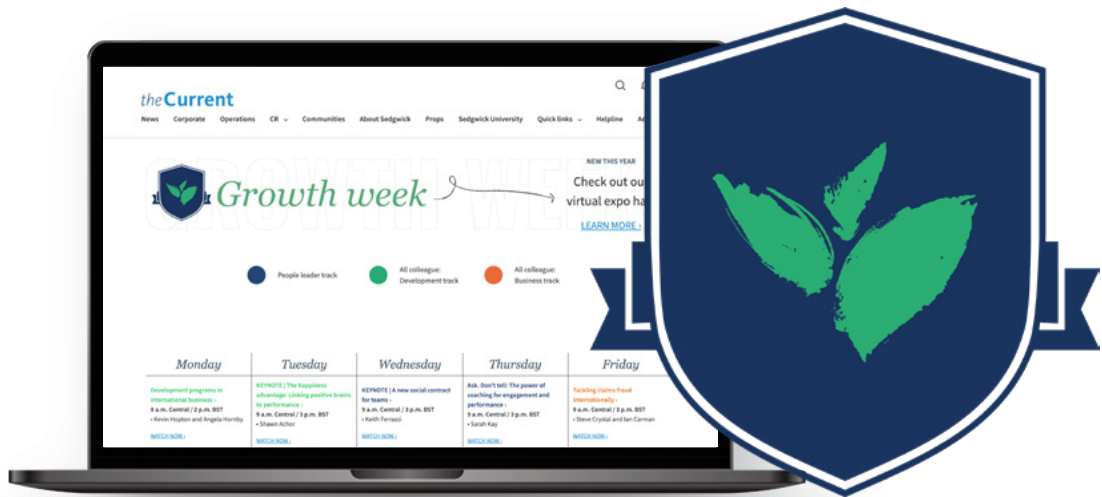 theCurrent
News Corporate Operations CR Communities About Sedgwick Props Sedgwick University Quick links Helpline
GROWTH WEEK
Growth week
NEW THIS YEAR
Check out
virtual expo
LEARN MORE ›
People leader track
All colleague:
Development track
All colleague:
Business track
Monday
Development programs in
international business ›
8 a.m. Central / 2 p.m. BST
• Kevin Hopton and Angela Hornby
WATCH NOW ›
Tuesday
KEYNOTE | The happiness
advantage: Linking positive brains
to performance ›
9 a.m. Central / 3 p.m. BST
• Shawn Achor
WATCH NOW ›
Wednesday
KEYNOTE | A new social contract
for teams ›
9 a.m. Central / 3 p.m. BST
• Keith Ferrazzi
WATCH NOW ›
Thursday
Ask. Don't tell: The power of
coaching for engagement and
performance ›
9 a.m. Central / 3 p.m. BST
• Sarah Kay
WATCH NOW ›
Friday
Tackling claims fraud
internationally ›
9 a.m. Central / 3 p.m. BST
• Steve Crystal and Ian Carman
WATCH NOW ›